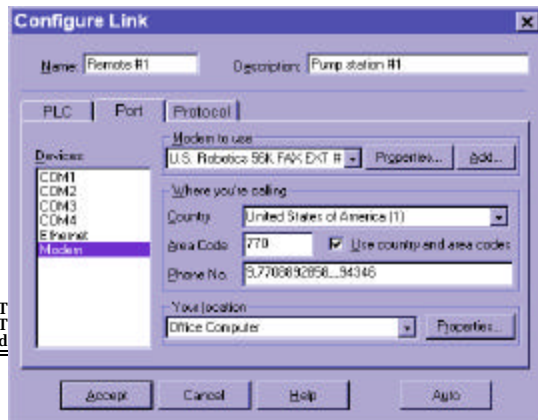 Configure Link
Name: Remote #1 Description: Pump station #1
PLC Port Protocol
Devices:
COM1
COM2
COM3
COM4
Ethernet
Modem
Modem to use
U.S. Robotics 56K FAX EXT # Properties... Add...
Where you're calling
Country United States of America (1)
Area Code 770 Use country and area codes
Phone No. 9,7708892858,,,94346
Your location
Office Computer Properties...
Accept Cancel Help Auto
T
T
d